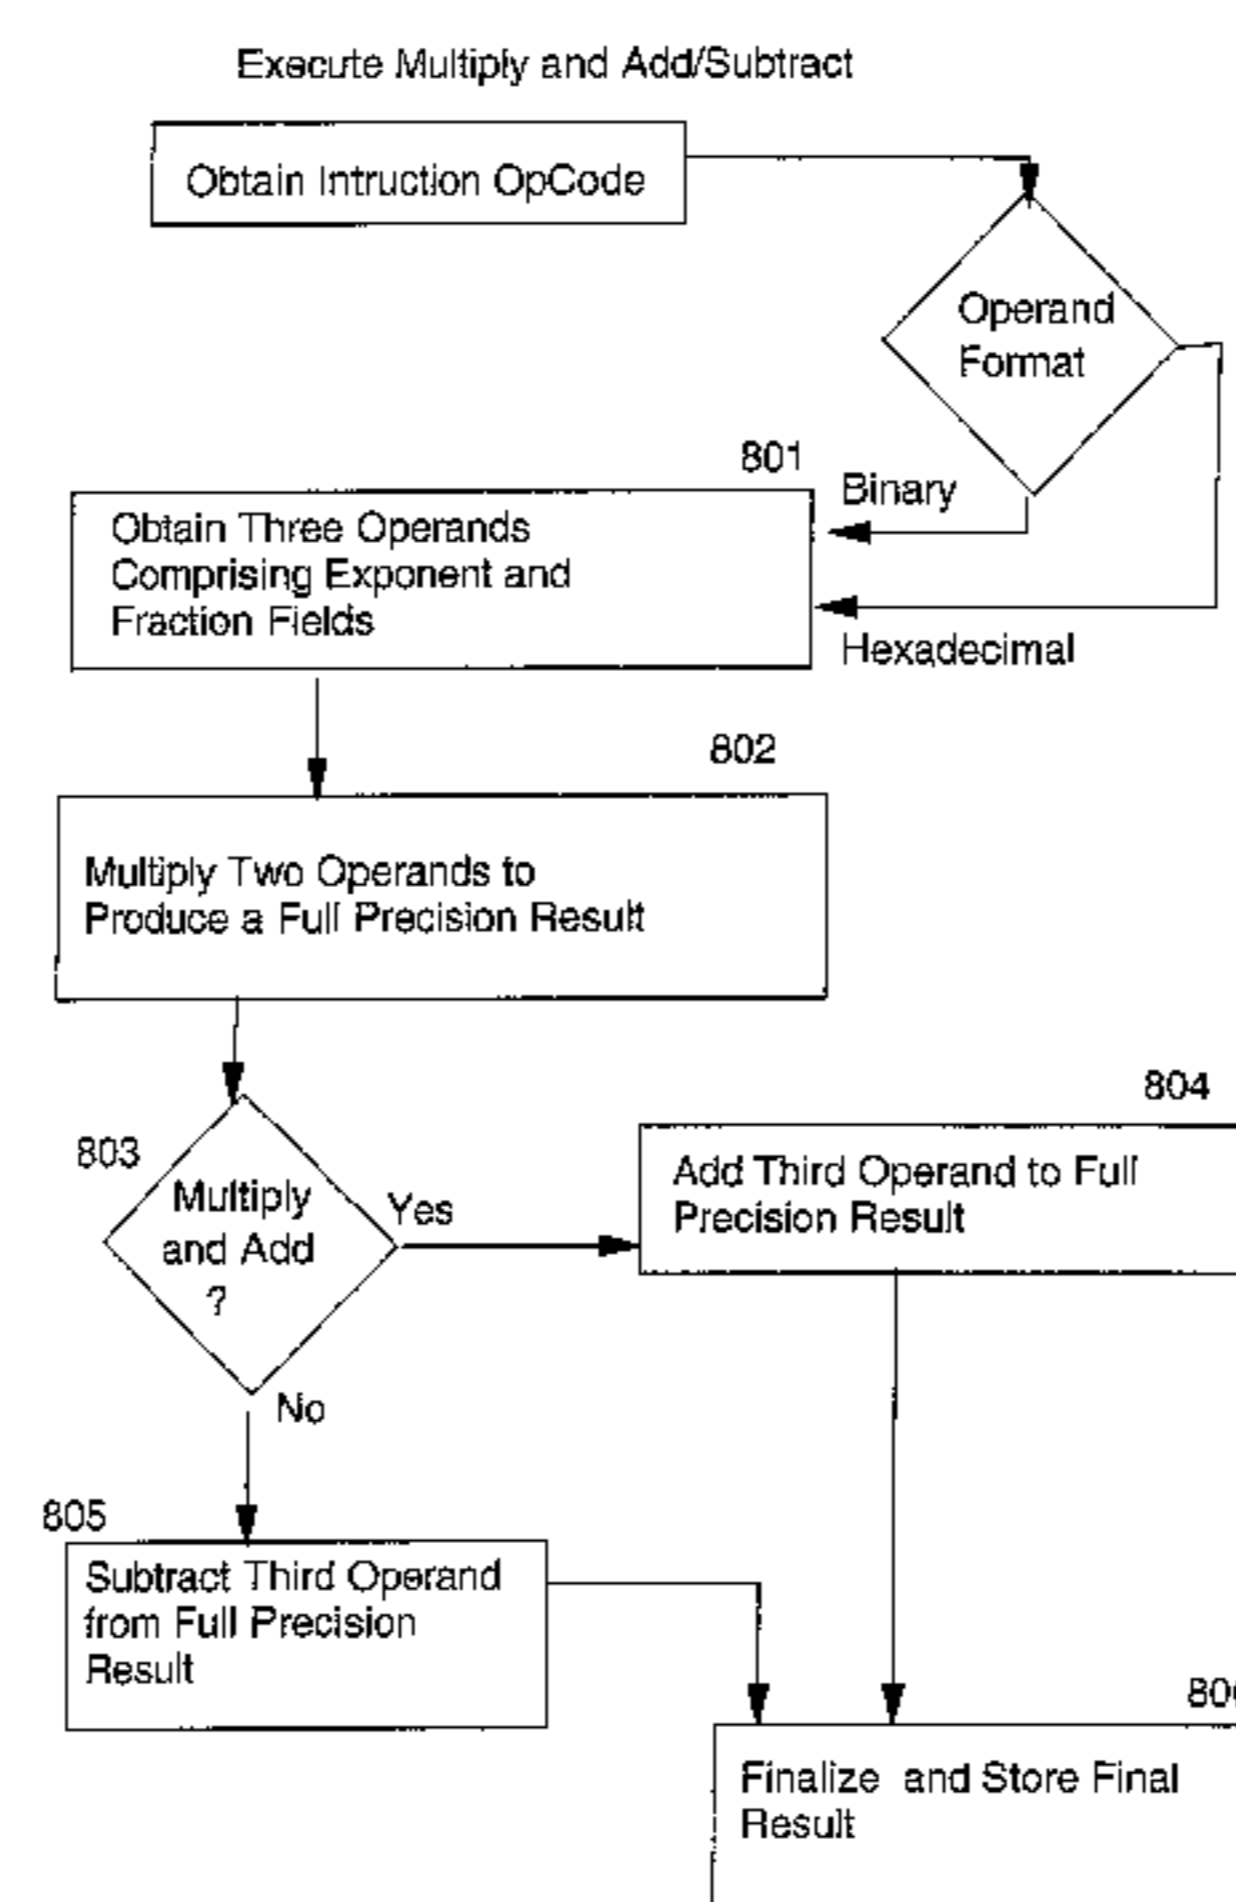 Execute Multiply and Add/Subtract
Obtain Intruction OpCode
Operand
Format
801
Binary
Obtain Three Operands
Comprising Exponent and
Fraction Fields
Hexadecimal
802
Multiply Two Operands to
Produce a Full Precision Result
803
Multiply
and Add
?
Yes
804
Add Third Operand to Full
Precision Result
No
805
Subtract Third Operand
from Full Precision
Result
Finalize and Store Final
Result